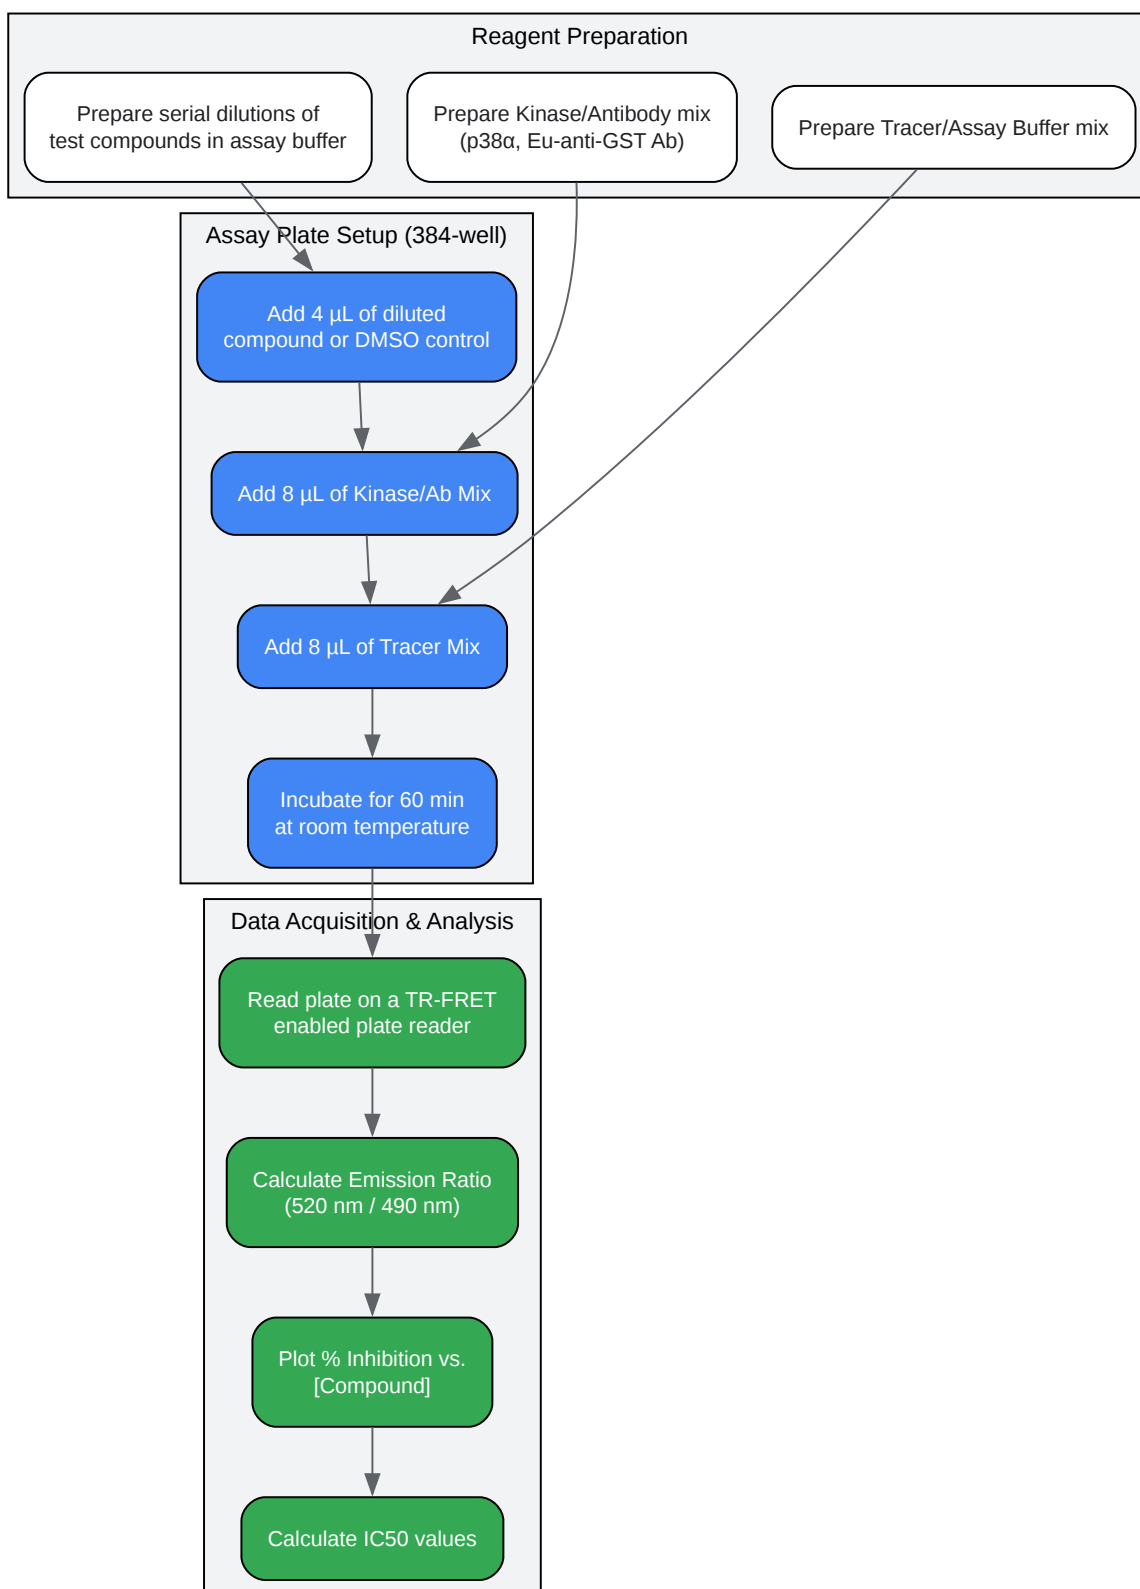 Reagent Preparation
Prepare serial dilutions of
test compounds in assay buffer
Prepare Kinase/Antibody mix
(p38α, Eu-anti-GST Ab)
Prepare Tracer/Assay Buffer mix
Assay Plate Setup (384-well)
Add 4 µL of diluted
compound or DMSO control
Add 8 µL of Kinase/Ab Mix
Add 8 µL of Tracer Mix
Incubate for 60 min
at room temperature
Data Acquisition & Analysis
Read plate on a TR-FRET
enabled plate reader
Calculate Emission Ratio
(520 nm / 490 nm)
Plot % Inhibition vs.
[Compound]
Calculate IC50 values